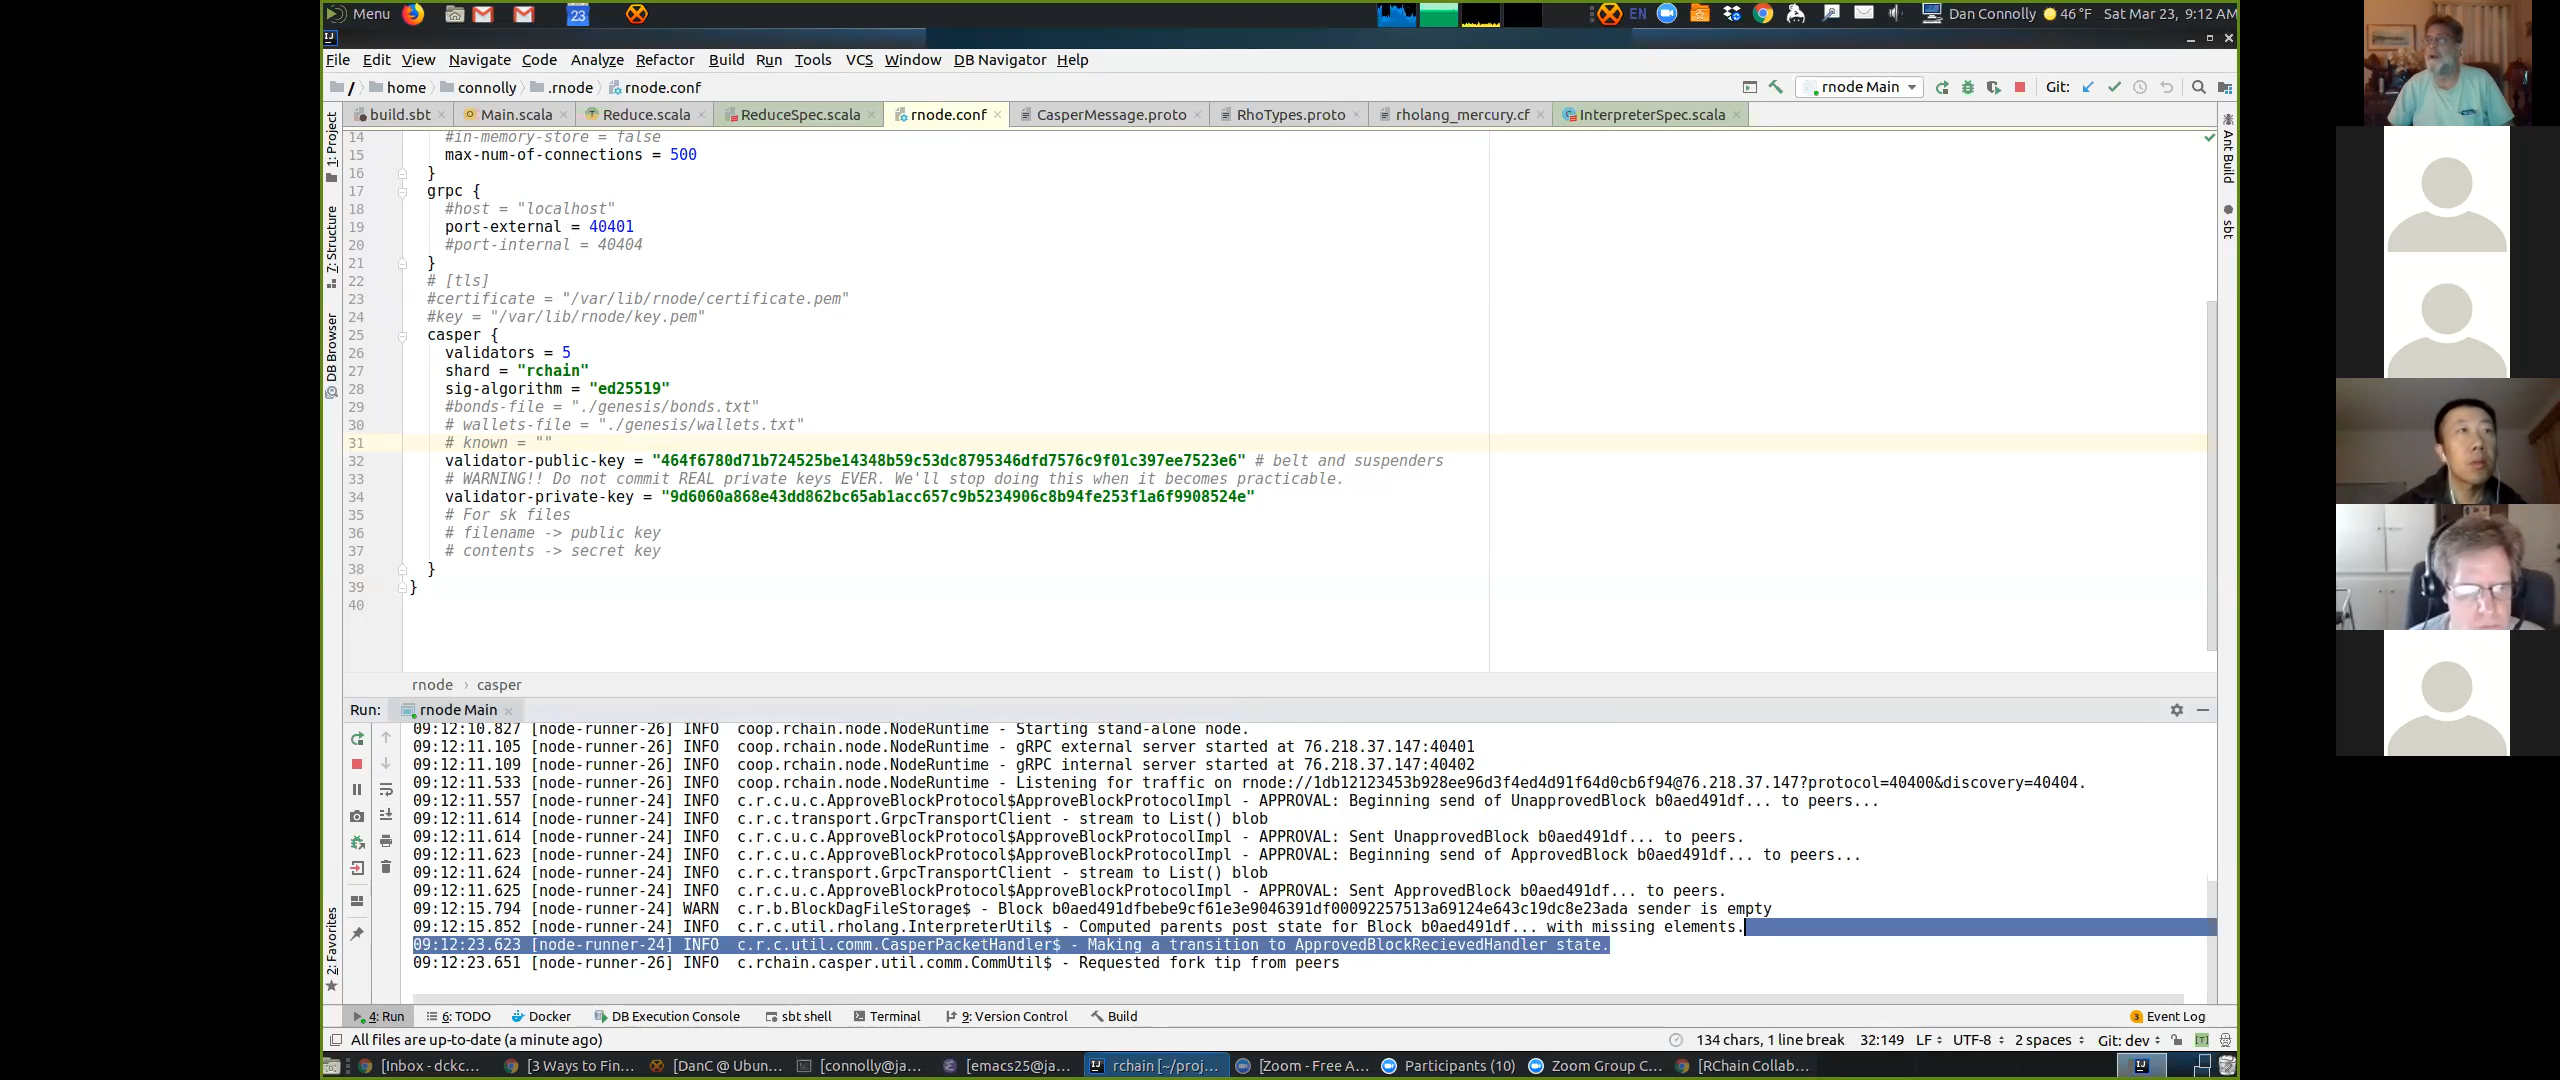 Menu 23 EN Dan Connolly 46°F Sat Mar 23, 9:12 AM
IJ
File Edit View Navigate Code Analyze Refactor Build Run Tools VCS Window DB Navigator Help
/ home connolly .rnode rnode.conf rnode Main Git:
build.sbt Main.scala Reduce.scala ReduceSpec.scala rnode.conf CasperMessage.proto RhoTypes.proto rholang_mercury.cf InterpreterSpec.scala
1: Project
7: Structure
DB Browser
2: Favorites
Ant Build
sbt
14 #in-memory-store = false
15 max-num-of-connections = 500
16 }
17 grpc {
18 #host = "localhost"
19 port-external = 40401
20 #port-internal = 40404
21 }
22 # [tls]
23 #certificate = "/var/lib/rnode/certificate.pem"
24 #key = "/var/lib/rnode/key.pem"
25 casper {
26 validators = 5
27 shard = "rchain"
28 sig-algorithm = "ed25519"
29 #bonds-file = "./genesis/bonds.txt"
30 # wallets-file = "./genesis/wallets.txt"
31 # known = ""
32 validator-public-key = "464f6780d71b724525be14348b59c53dc8795346dfd7576c9f01c397ee7523e6" # belt and suspenders
33 # WARNING!! Do not commit REAL private keys EVER. We'll stop doing this when it becomes practicable.
34 validator-private-key = "9d6060a868e43dd862bc65ab1acc657c9b5234906c8b94fe253f1a6f9908524e"
35 # For sk files
36 # filename -> public key
37 # contents -> secret key
38 }
39 }
40
rnode › casper
Run: rnode Main
09:12:10.827 [node-runner-26] INFO coop.rchain.node.NodeRuntime - Starting stand-alone node.
09:12:11.105 [node-runner-26] INFO coop.rchain.node.NodeRuntime - gRPC external server started at 76.218.37.147:40401
09:12:11.109 [node-runner-26] INFO coop.rchain.node.NodeRuntime - gRPC internal server started at 76.218.37.147:40402
09:12:11.533 [node-runner-26] INFO coop.rchain.node.NodeRuntime - Listening for traffic on rnode://1db12123453b928ee96d3f4ed4d91f64d0cb6f94@76.218.37.147?protocol=40400&discovery=40404.
09:12:11.557 [node-runner-24] INFO c.r.c.u.c.ApproveBlockProtocol$ApproveBlockProtocolImpl - APPROVAL: Beginning send of UnapprovedBlock b0aed491df... to peers...
09:12:11.614 [node-runner-24] INFO c.r.c.transport.GrpcTransportClient - stream to List() blob
09:12:11.614 [node-runner-24] INFO c.r.c.u.c.ApproveBlockProtocol$ApproveBlockProtocolImpl - APPROVAL: Sent UnapprovedBlock b0aed491df... to peers.
09:12:11.623 [node-runner-24] INFO c.r.c.u.c.ApproveBlockProtocol$ApproveBlockProtocolImpl - APPROVAL: Beginning send of ApprovedBlock b0aed491df... to peers...
09:12:11.624 [node-runner-24] INFO c.r.c.transport.GrpcTransportClient - stream to List() blob
09:12:11.625 [node-runner-24] INFO c.r.c.u.c.ApproveBlockProtocol$ApproveBlockProtocolImpl - APPROVAL: Sent ApprovedBlock b0aed491df... to peers.
09:12:15.794 [node-runner-24] WARN c.r.b.BlockDagFileStorage$ - Block b0aed491dfbebe9cf61e3e9046391df00092257513a69124e643c19dc8e23ada sender is empty
09:12:15.852 [node-runner-24] INFO c.r.c.util.rholang.InterpreterUtil$ - Computed parents post state for Block b0aed491df... with missing elements.
09:12:23.623 [node-runner-24] INFO c.r.c.util.comm.CasperPacketHandler$ - Making a transition to ApprovedBlockRecievedHandler state.
09:12:23.651 [node-runner-26] INFO c.rchain.casper.util.comm.CommUtil$ - Requested fork tip from peers
4: Run 6: TODO Docker DB Execution Console sbt shell Terminal 9: Version Control Build 3 Event Log
All files are up-to-date (a minute ago) 134 chars, 1 line break 32:149 LF UTF-8 2 spaces Git: dev
[Inbox - dckc... [3 Ways to Fin... [DanC @ Ubun... [connolly@ja... [emacs25@ja... rchain [~/proj... [Zoom - Free A... Participants (10) Zoom Group C... [RChain Collab...